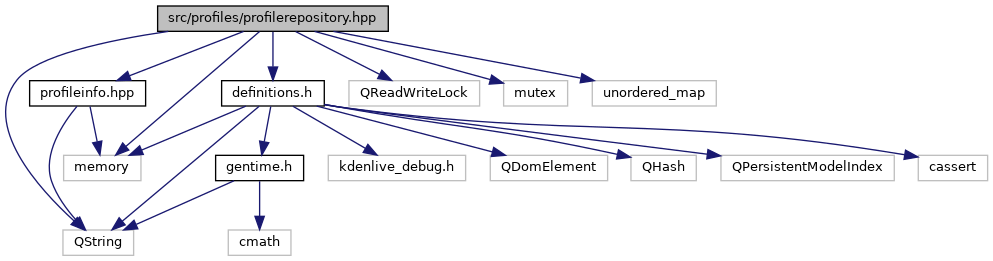 src/profiles/profilerepository.hpp
profileinfo.hpp
definitions.h
QReadWriteLock
mutex
unordered_map
memory
gentime.h
kdenlive_debug.h
QDomElement
QHash
QPersistentModelIndex
cassert
QString
cmath